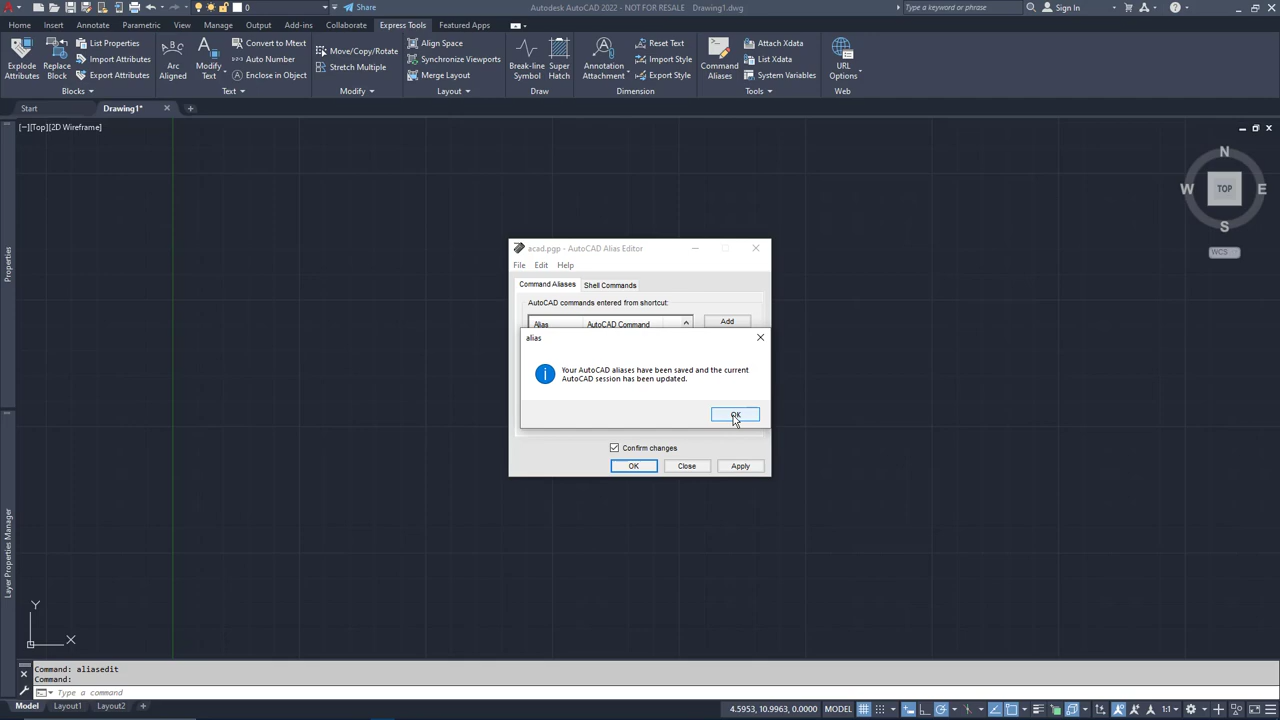 Share
Autodesk AutoCAD 2022 - NOT FOR RESALE Drawing1.dwg
Type a keyword or phrase
Sign In
0
Home Insert Annotate Parametric View Manage Output Add-ins Collaborate Express Tools Featured Apps
Explode Attributes
Replace Block
List Properties
Import Attributes
Export Attributes
Blocks
Arc Aligned
Modify Text
Convert to Mtext
Auto Number
Enclose in Object
Text
Move/Copy/Rotate
Stretch Multiple
Modify
Align Space
Synchronize Viewports
Merge Layout
Layout
Break-line Symbol
Super Hatch
Draw
Annotation Attachment
Reset Text
Import Style
Export Style
Dimension
Command Aliases
Attach Xdata
List Xdata
System Variables
Tools
URL Options
Web
Start
Drawing1*
[−][Top][2D Wireframe]
N
W TOP E
S
WCS
Properties
Layer Properties Manager
acad.pgp - AutoCAD Alias Editor
File Edit Help
Command Aliases Shell Commands
AutoCAD commands entered from shortcut:
Alias AutoCAD Command
Add
alias
Your AutoCAD aliases have been saved and the current
AutoCAD session has been updated.
OK
Confirm changes
OK Close Apply
Y
X
Command: aliasedit
Command:
Type a command
Model Layout1 Layout2
4.5953, 10.9963, 0.0000 MODEL
1:1